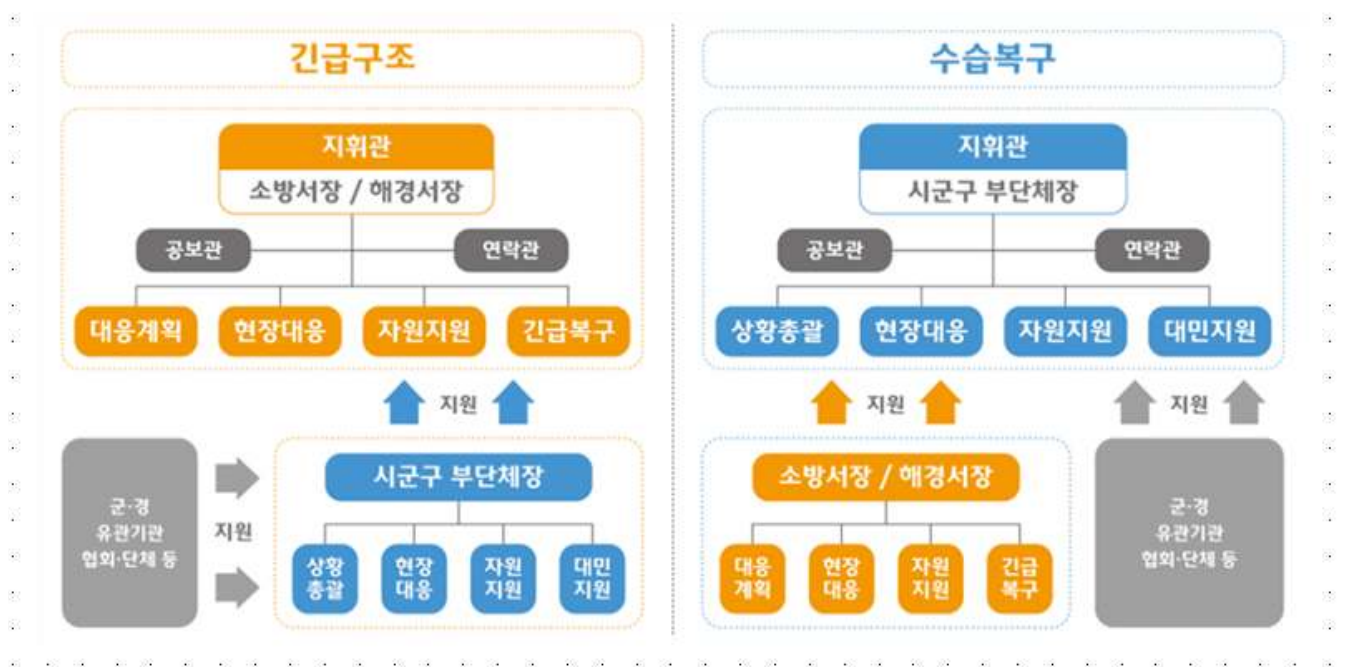 긴급구조
지휘관
소방서장 / 해경서장
공보관
연락관
대응계획
현장대응
자원지원
긴급복구
지원
군·경
유관기관
협회·단체 등
지원
시군구 부단체장
상황
총괄
현장
대응
자원
지원
대민
지원
수습복구
지휘관
시군구 부단체장
공보관
연락관
상황총괄
현장대응
자원지원
대민지원
지원
지원
소방서장 / 해경서장
대응
계획
현장
대응
자원
지원
긴급
복구
군·경
유관기관
협회·단체 등